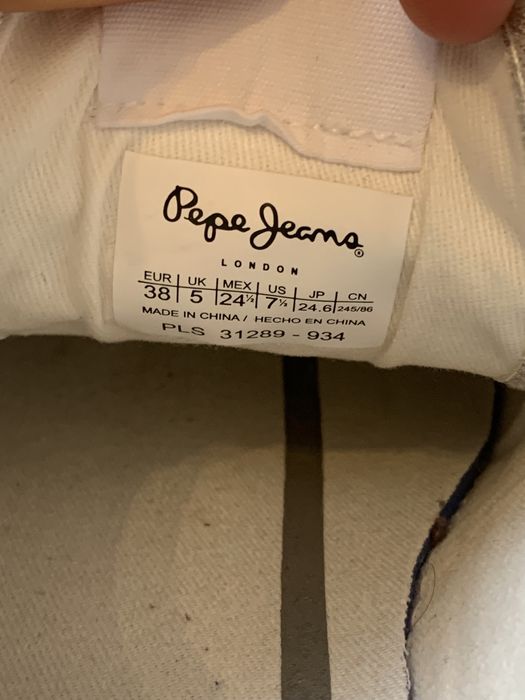 Pepe Jeans®
LONDON
EUR UK MEX US JP CN
38 5 24¼ 7½ 24.6 245/86
MADE IN CHINA / HECHO EN CHINA
PLS 31289 - 934